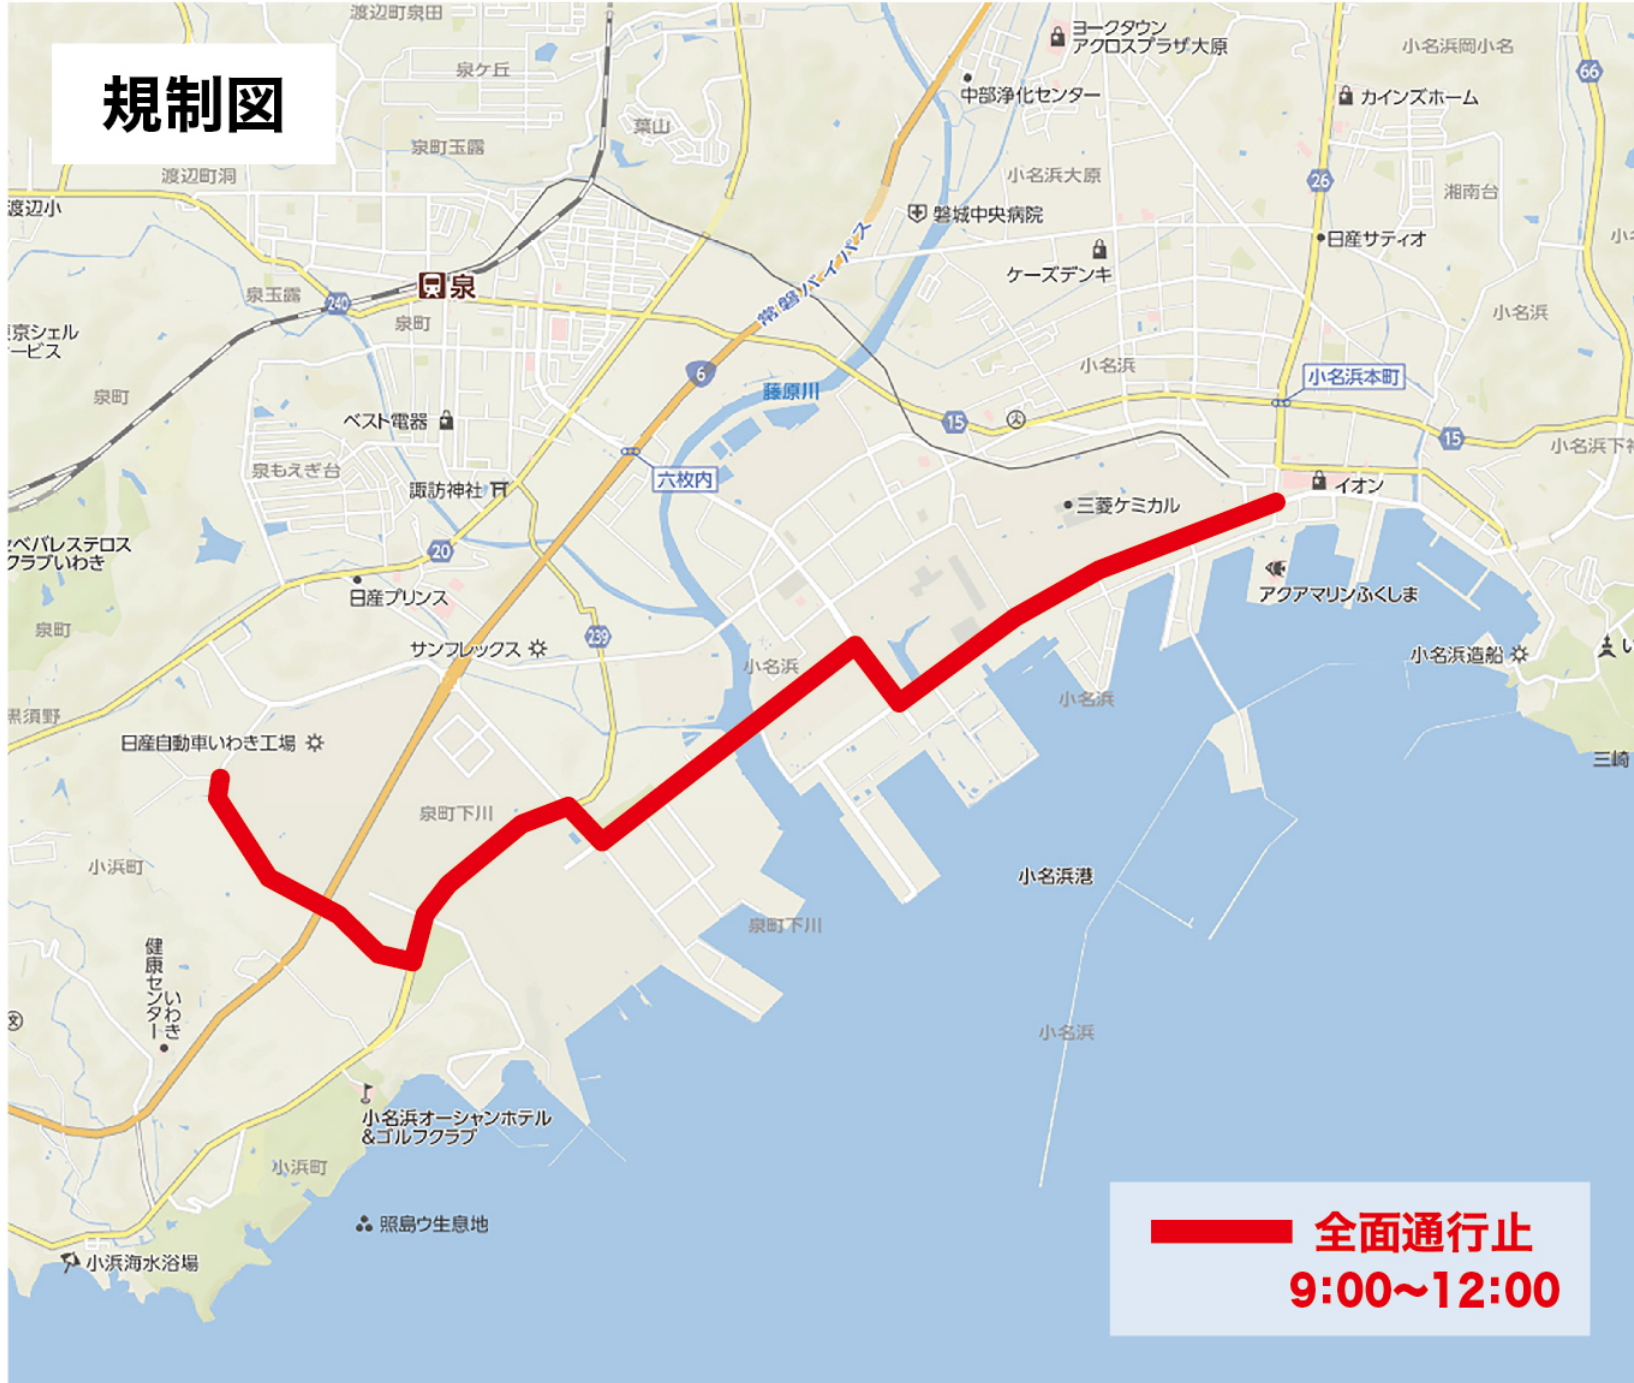 規制図
渡辺町泉田
泉ケ丘
葉山
泉町玉露
渡辺町洞
渡辺小
ヨークタウン
アクロスプラザ大原
中部浄化センター
小名浜岡小名
66
カインズホーム
小名浜大原
26
湘南台
磐城中央病院
日産サティオ
ケーズデンキ
常磐バイパス
泉
泉玉露
240
泉町
京シェル
ービス
泉町
6
藤原川
小名浜
小名浜
小名浜本町
ベスト電器
15
15
小名浜下
泉もえぎ台
六枚内
諏訪神社
イオン
三菱ケミカル
ベバレステロス
クラブいわき
20
日産プリンス
アクアマリンふくしま
泉町
サンフレックス
239
小名浜
小名浜造船
い
小名浜
黒須野
日産自動車いわき工場
三崎
泉町下川
小浜町
小名浜港
泉町下川
いわき
健康センター
文
小名浜
小名浜オーシャンホテル
&ゴルフクラブ
小浜町
照島ウ生息地
小浜海水浴場
全面通行止
9:00〜12:00